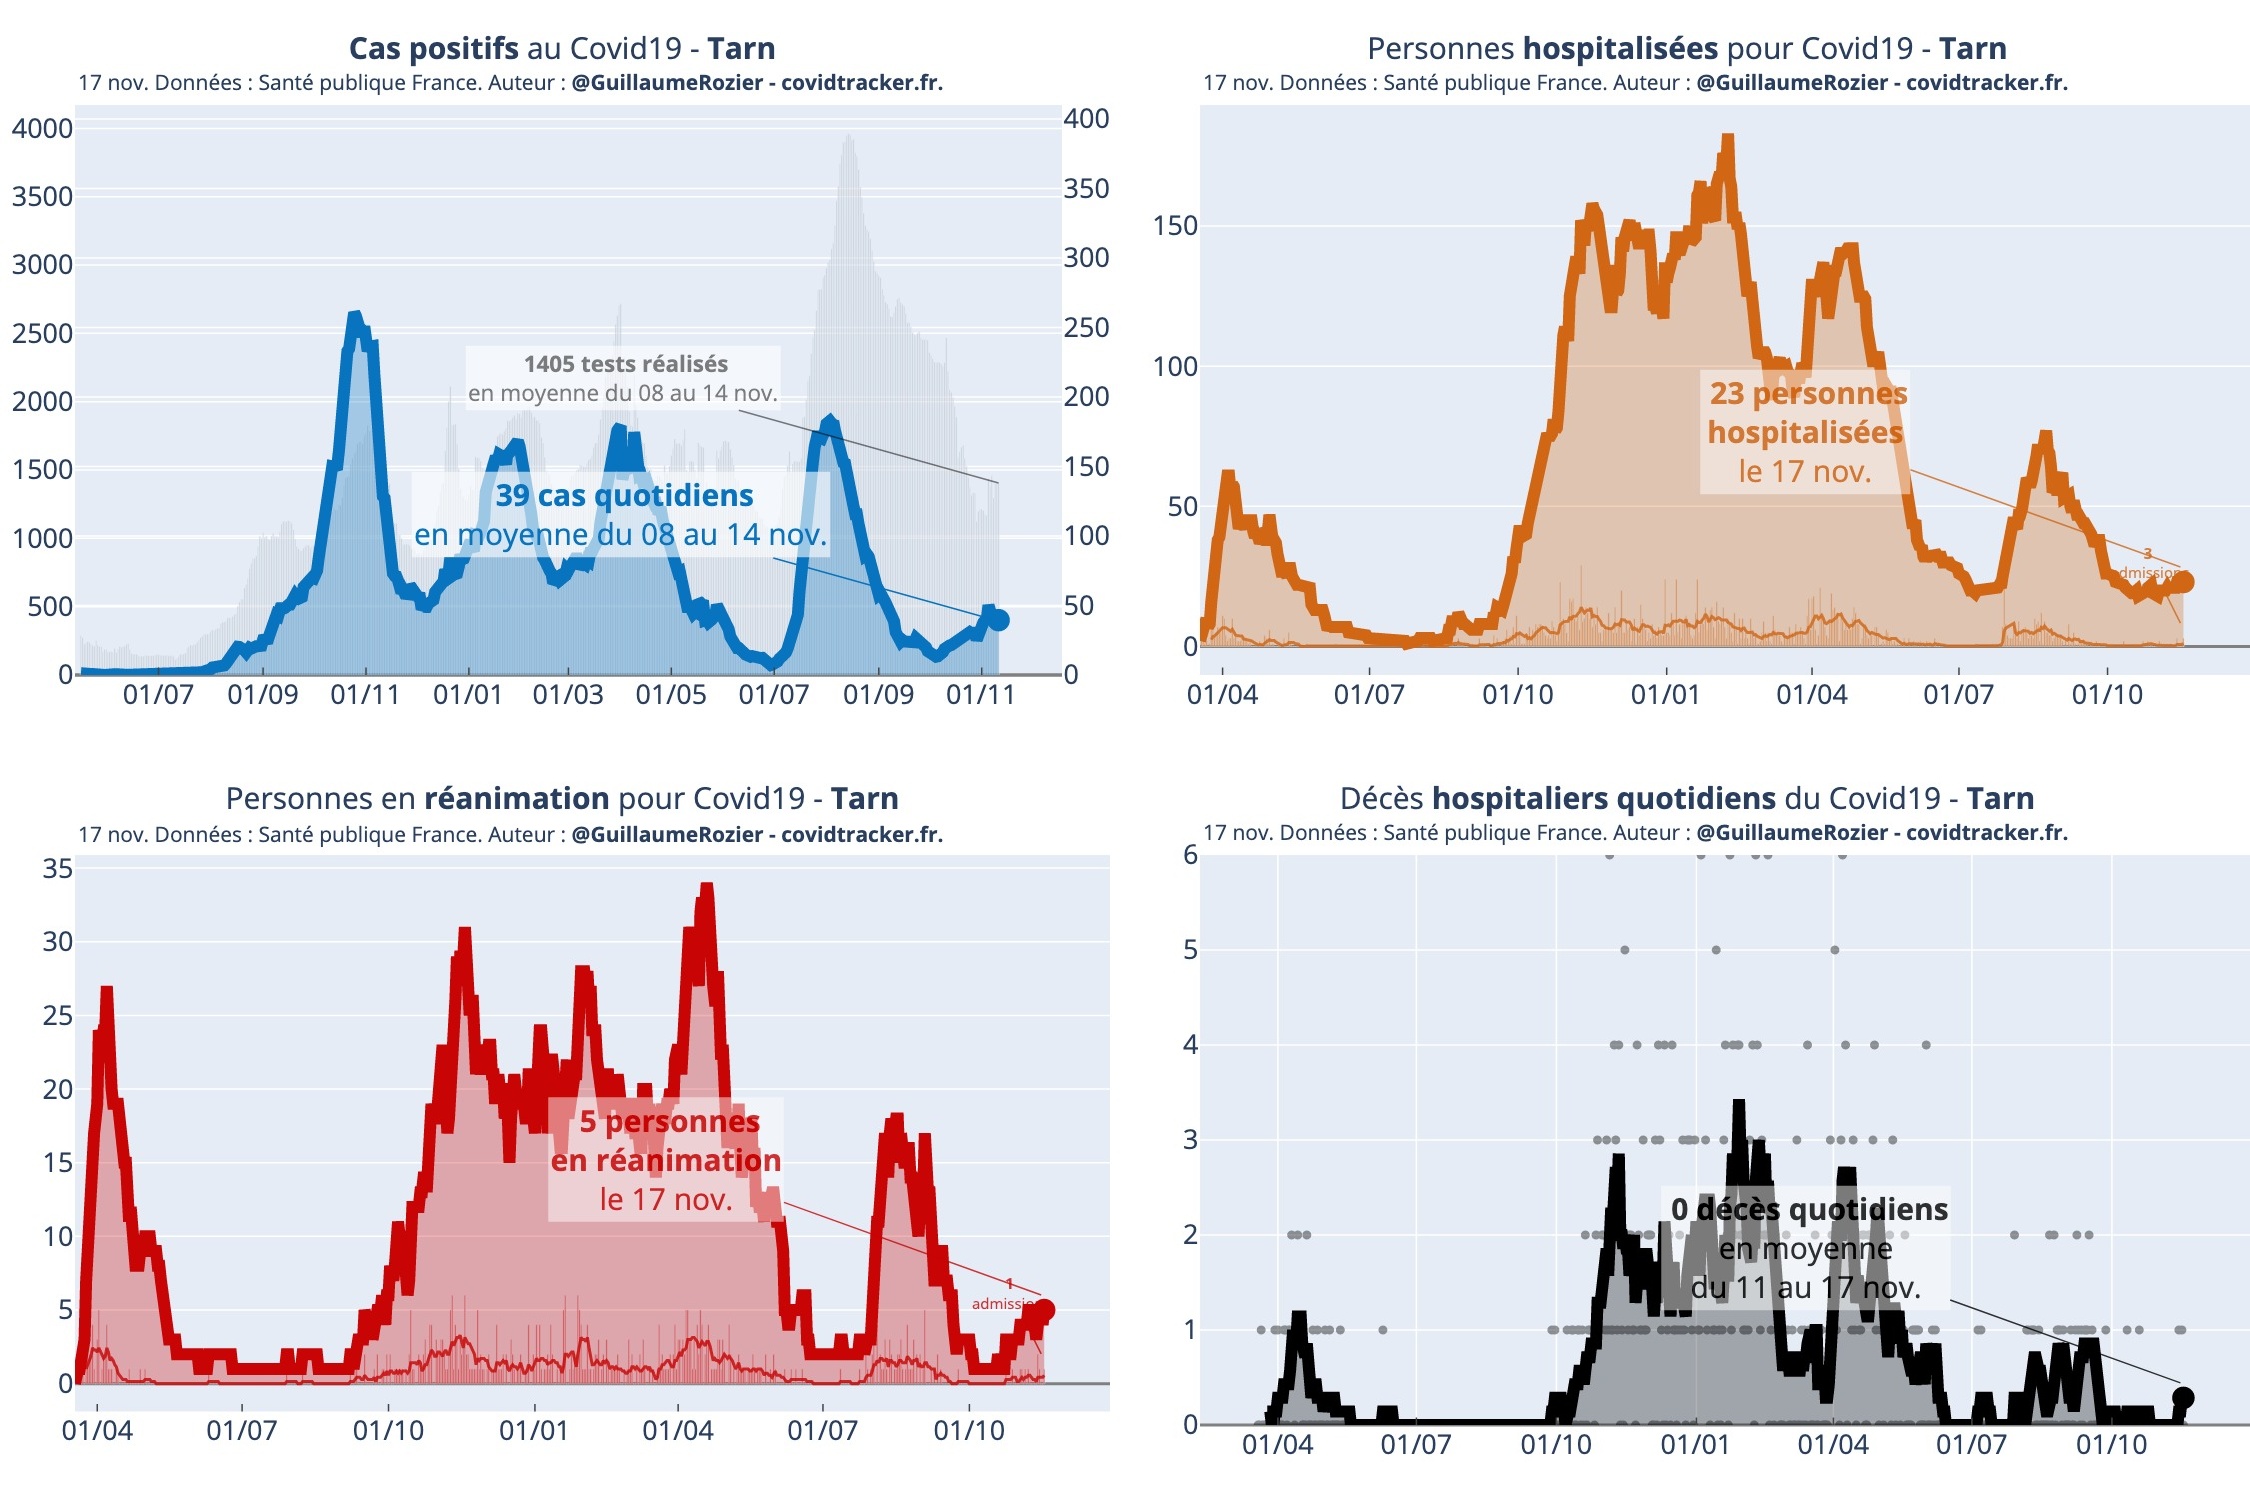 Cas positifs au Covid19 - Tarn
17 nov. Données : Santé publique France. Auteur : @GuillaumeRozier - covidtracker.fr.
4000
3500
3000
2500
2000
1500
1000
500
0
400
350
300
250
200
150
100
50
0
1405 tests réalisés
en moyenne du 08 au 14 nov.
39 cas quotidiens
en moyenne du 08 au 14 nov.
01/07 01/09 01/11 01/01 01/03 01/05 01/07 01/09 01/11
Personnes hospitalisées pour Covid19 - Tarn
17 nov. Données : Santé publique France. Auteur : @GuillaumeRozier - covidtracker.fr.
150
100
50
0
23 personnes
hospitalisées
le 17 nov.
3
01/04 01/07 01/10 01/01 01/04 01/07 01/10
Personnes en réanimation pour Covid19 - Tarn
17 nov. Données : Santé publique France. Auteur : @GuillaumeRozier - covidtracker.fr.
35
30
25
20
15
10
5
0
5 personnes
en réanimation
le 17 nov.
1
01/04 01/07 01/10 01/01 01/04 01/07 01/10
Décès hospitaliers quotidiens du Covid19 - Tarn
17 nov. Données : Santé publique France. Auteur : @GuillaumeRozier - covidtracker.fr.
6
5
4
3
2
1
0
0 décès quotidiens
en moyenne
du 11 au 17 nov.
01/04 01/07 01/10 01/01 01/04 01/07 01/10